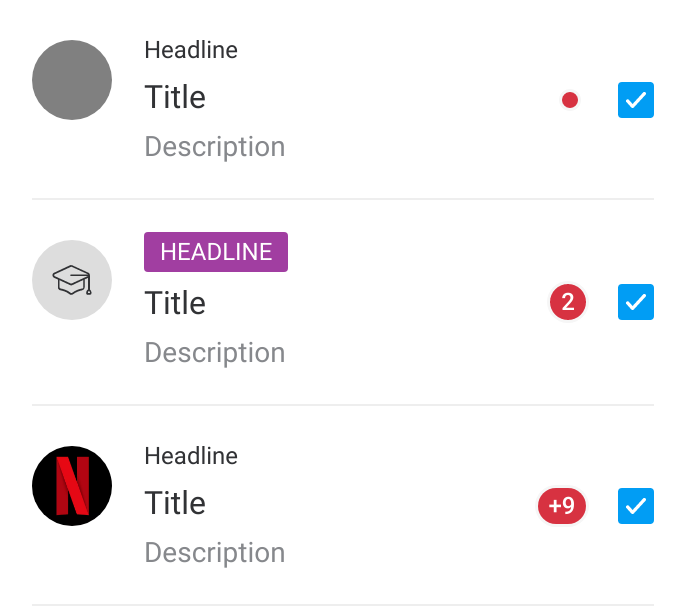 Headline
Title
Description
HEADLINE
Title
2
Description
Headline
N
Title
+9
Description